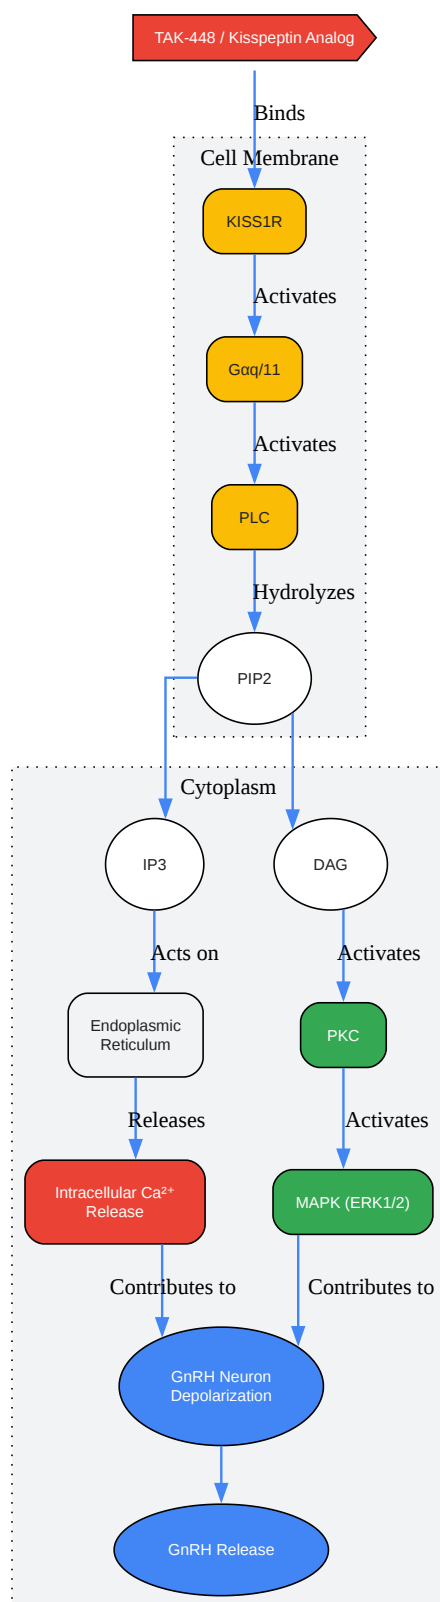 TAK-448 / Kisspeptin Analog
Binds
Cell Membrane
KISS1R
Activates
Gαq/11
Activates
PLC
Hydrolyzes
PIP2
Cytoplasm
IP3
DAG
Acts on
Activates
Endoplasmic
Reticulum
PKC
Releases
Activates
Intracellular Ca²⁺
Release
MAPK (ERK1/2)
Contributes to
Contributes to
GnRH Neuron
Depolarization
GnRH Release